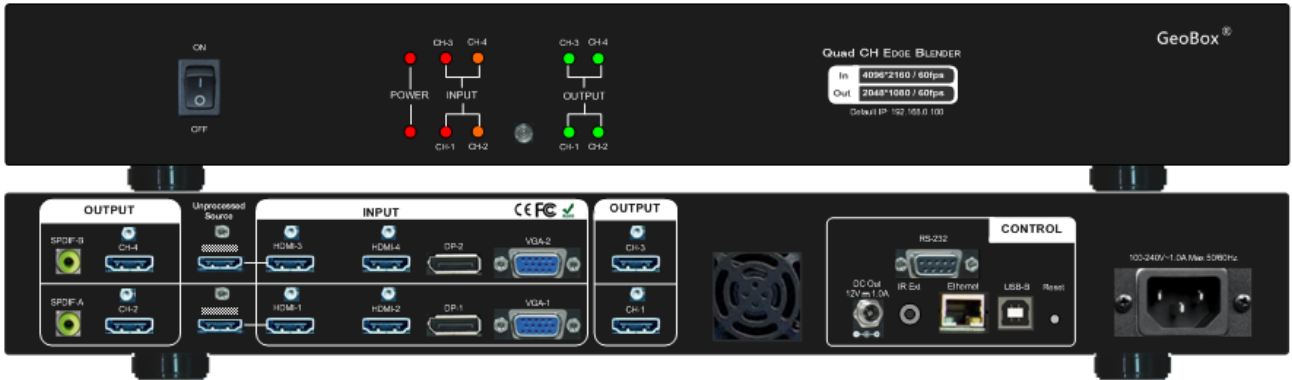 ON
OFF
POWER
CH-3 CH-4
INPUT
CH-1 CH-2
CH-3 CH-4
OUTPUT
CH-1 CH-2
Quad CH Edge Blender
In 4096*2160 / 60fps
Out 2048*1080 / 60fps
Default IP: 192.168.0.100
GeoBox®
OUTPUT
SPDIF-B
CH-4
SPDIF-A
CH-2
Unprocessed
Source
INPUT
CE FC
HDMI-3
HDMI-4
DP-2
VGA-2
HDMI-1
HDMI-2
DP-1
VGA-1
OUTPUT
CH-3
CH-1
CONTROL
RS-232
DC Out
12V 1.0A
IR Ext
Ethernet
USB-B
Reset
100-240V~1.0A Max 50/60Hz